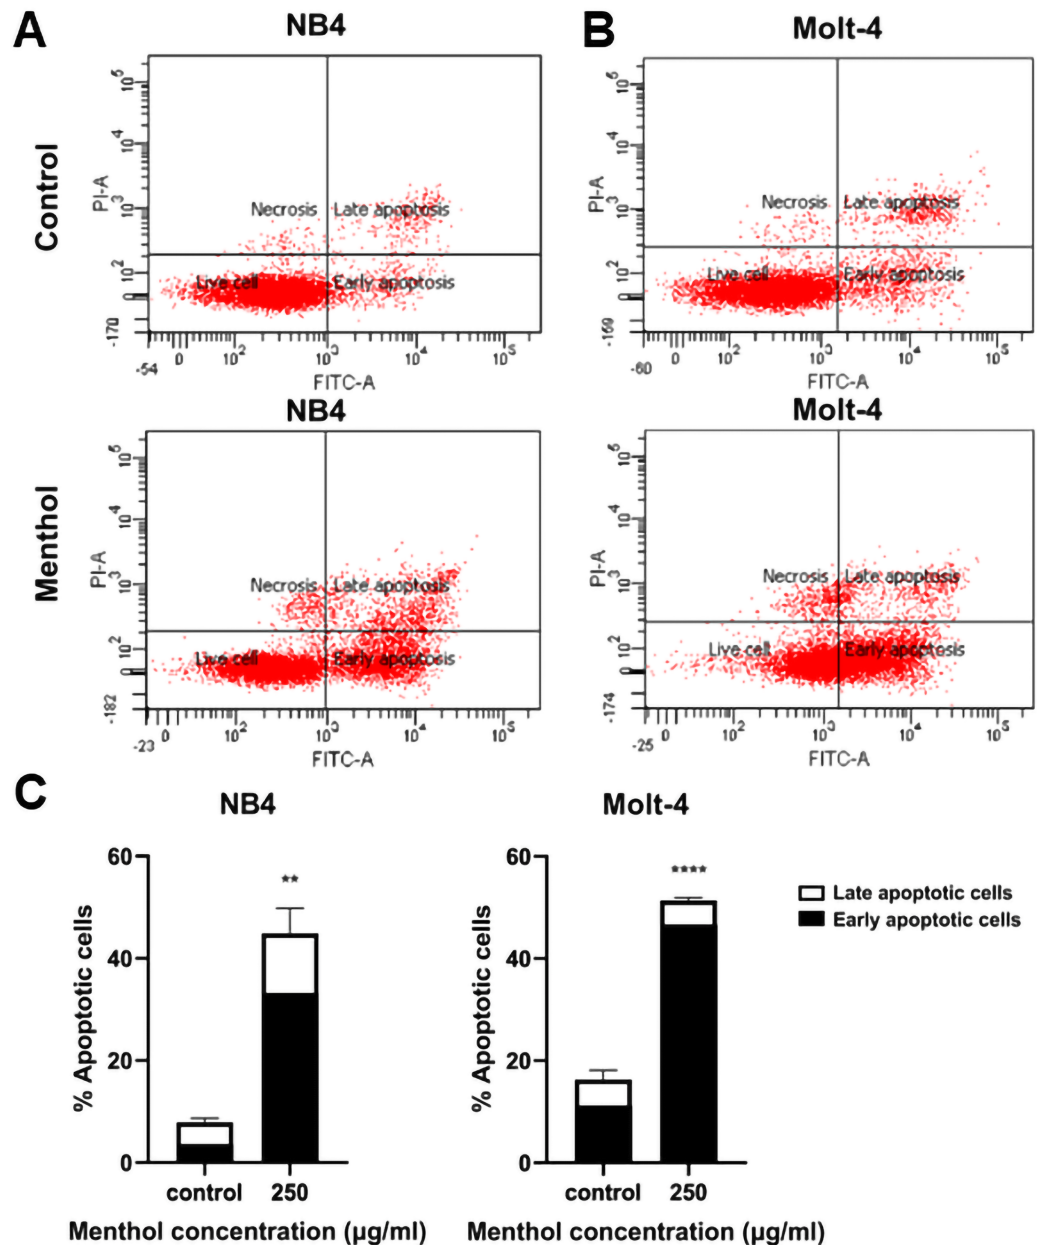 A
NB4
B
Molt-4
Control
PI-A
10^5
10^4
10^3
10^2
-170
Necrosis
Late apoptosis
Live cell
Early apoptosis
-54
0
10^2
10^3
10^4
10^5
FITC-A
PI-A
10^5
10^4
10^3
10^2
-169
Necrosis
Late apoptosis
Live cell
Early apoptosis
-60
0
10^2
10^3
10^4
10^5
FITC-A
NB4
Molt-4
Menthol
PI-A
10^5
10^4
10^3
10^2
-182
Necrosis
Late apoptosis
Live cell
Early apoptosis
-23
0
10^2
10^3
10^4
10^5
FITC-A
PI-A
10^5
10^4
10^3
10^2
-174
Necrosis
Late apoptosis
Live cell
Early apoptosis
-25
0
10^2
10^3
10^4
10^5
FITC-A
C
NB4
% Apoptotic cells
60
40
20
0
**
control
250
Menthol concentration (µg/ml)
Molt-4
% Apoptotic cells
60
40
20
0
****
control
250
Menthol concentration (µg/ml)
Late apoptotic cells
Early apoptotic cells